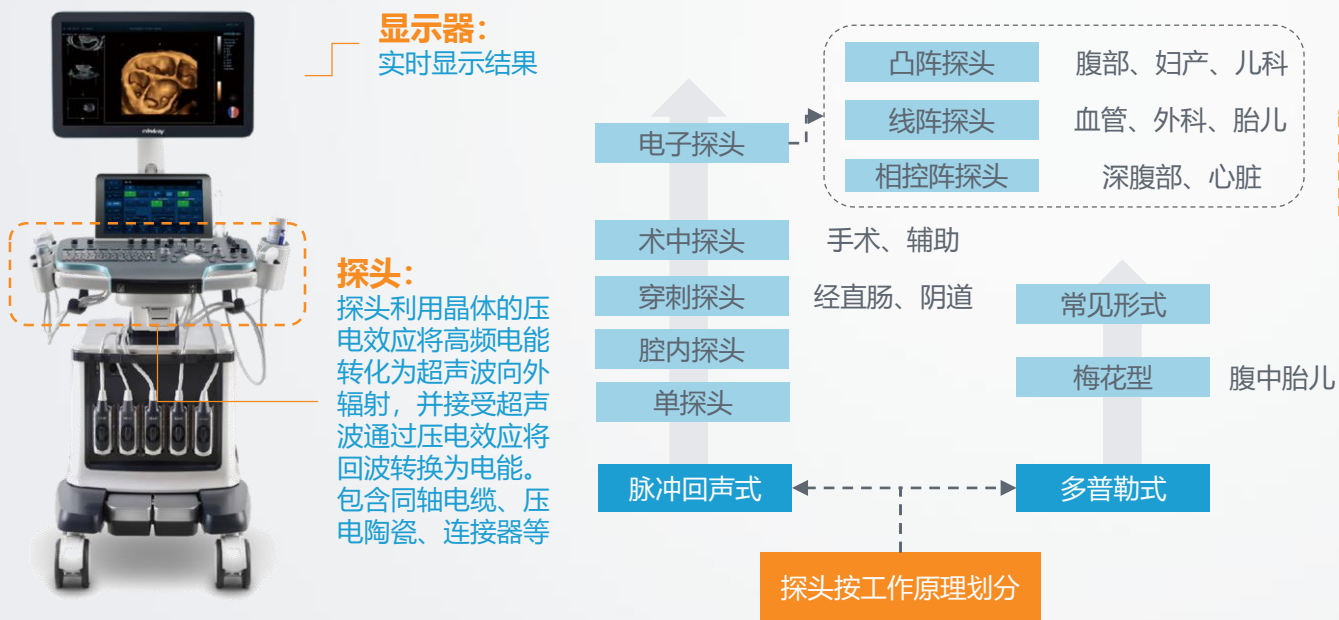 显示器：
实时显示结果
探头：
探头利用晶体的压
电效应将高频电能
转化为超声波向外
辐射，并接受超声
波通过压电效应将
回波转换为电能。
包含同轴电缆、压
电陶瓷、连接器等
电子探头
凸阵探头 腹部、妇产、儿科
线阵探头 血管、外科、胎儿
相控阵探头 深腹部、心脏
术中探头 手术、辅助
穿刺探头 经直肠、阴道
腔内探头
单探头
脉冲回声式
常见形式
梅花型 腹中胎儿
多普勒式
探头按工作原理划分
mindray